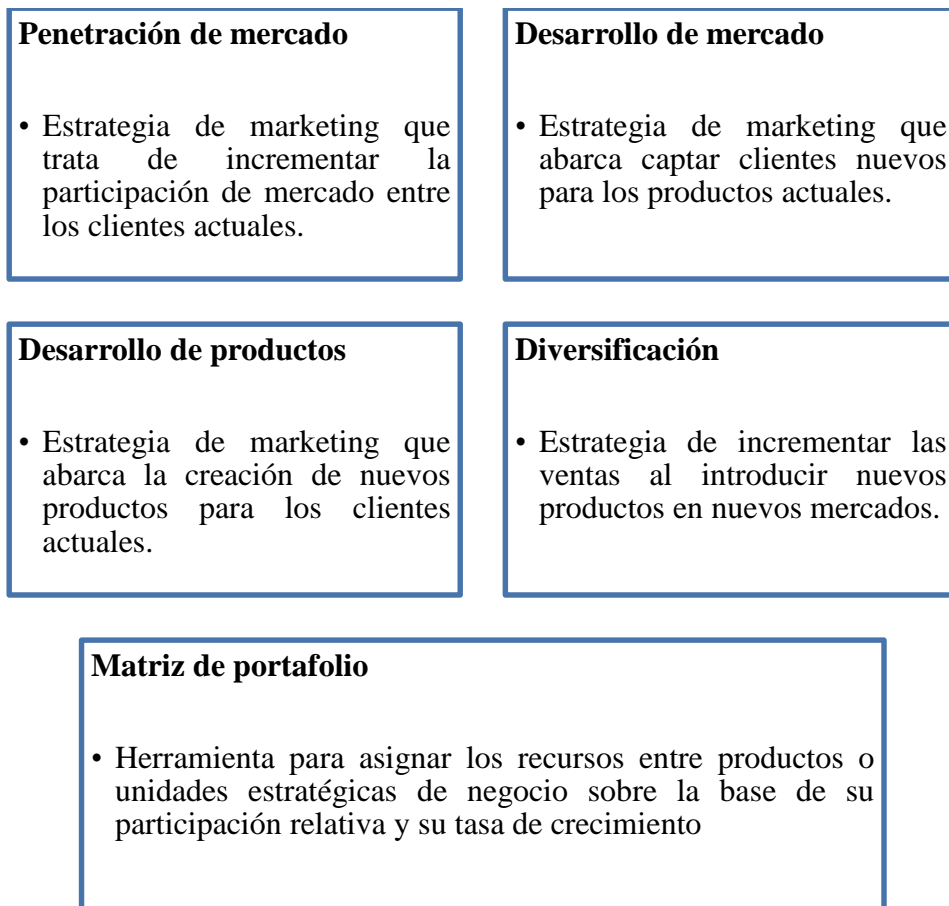 Penetración de mercado
• Estrategia de marketing que
trata de incrementar la
participación de mercado entre
los clientes actuales.
Desarrollo de mercado
• Estrategia de marketing que
abarca captar clientes nuevos
para los productos actuales.
Desarrollo de productos
• Estrategia de marketing que
abarca la creación de nuevos
productos para los clientes
actuales.
Diversificación
• Estrategia de incrementar las
ventas al introducir nuevos
productos en nuevos mercados.
Matriz de portafolio
• Herramienta para asignar los recursos entre productos o
unidades estratégicas de negocio sobre la base de su
participación relativa y su tasa de crecimiento